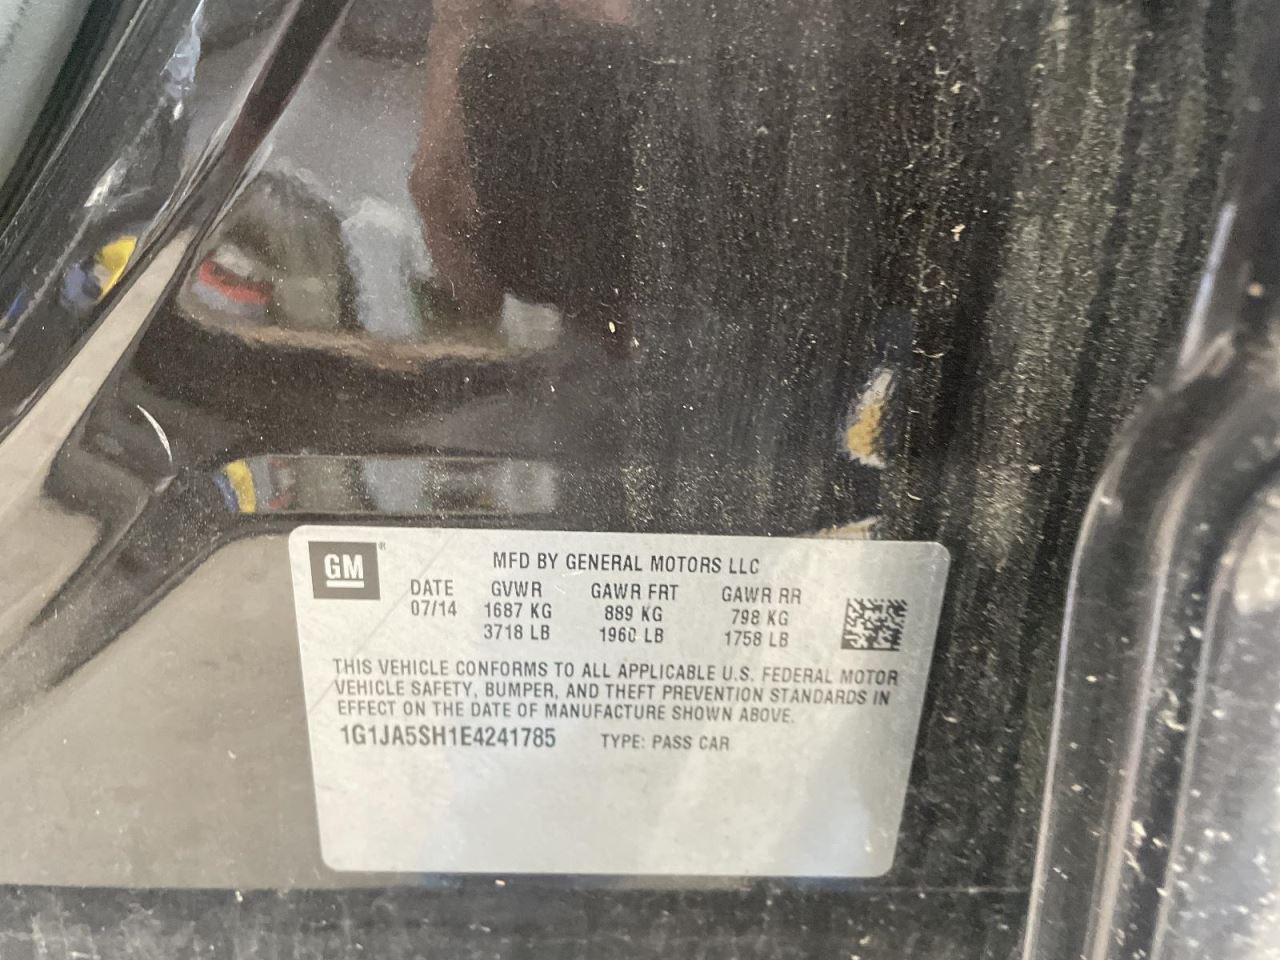 GM®
MFD BY GENERAL MOTORS LLC
DATE GVWR GAWR FRT GAWR RR
07/14 1687 KG 889 KG 798 KG
3718 LB 1960 LB 1758 LB
THIS VEHICLE CONFORMS TO ALL APPLICABLE U.S. FEDERAL MOTOR
VEHICLE SAFETY, BUMPER, AND THEFT PREVENTION STANDARDS IN
EFFECT ON THE DATE OF MANUFACTURE SHOWN ABOVE.
1G1JA5SH1E4241785 TYPE: PASS CAR